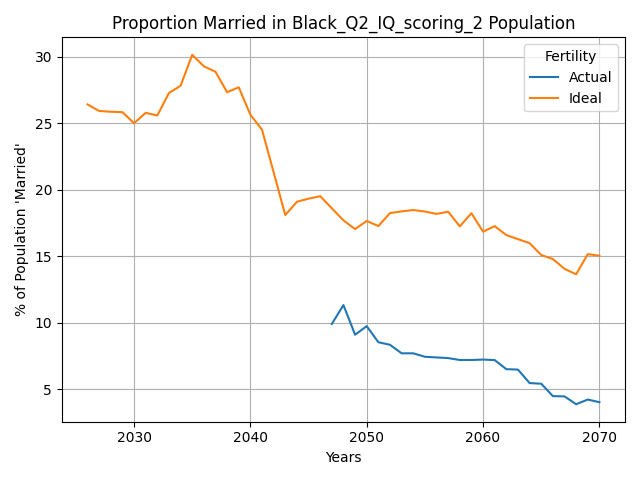 Proportion Married in Black_Q2_IQ_scoring_2 Population
Fertility
Actual
Ideal
% of Population 'Married'
30
25
20
15
10
5
2030
2040
2050
2060
2070
Years